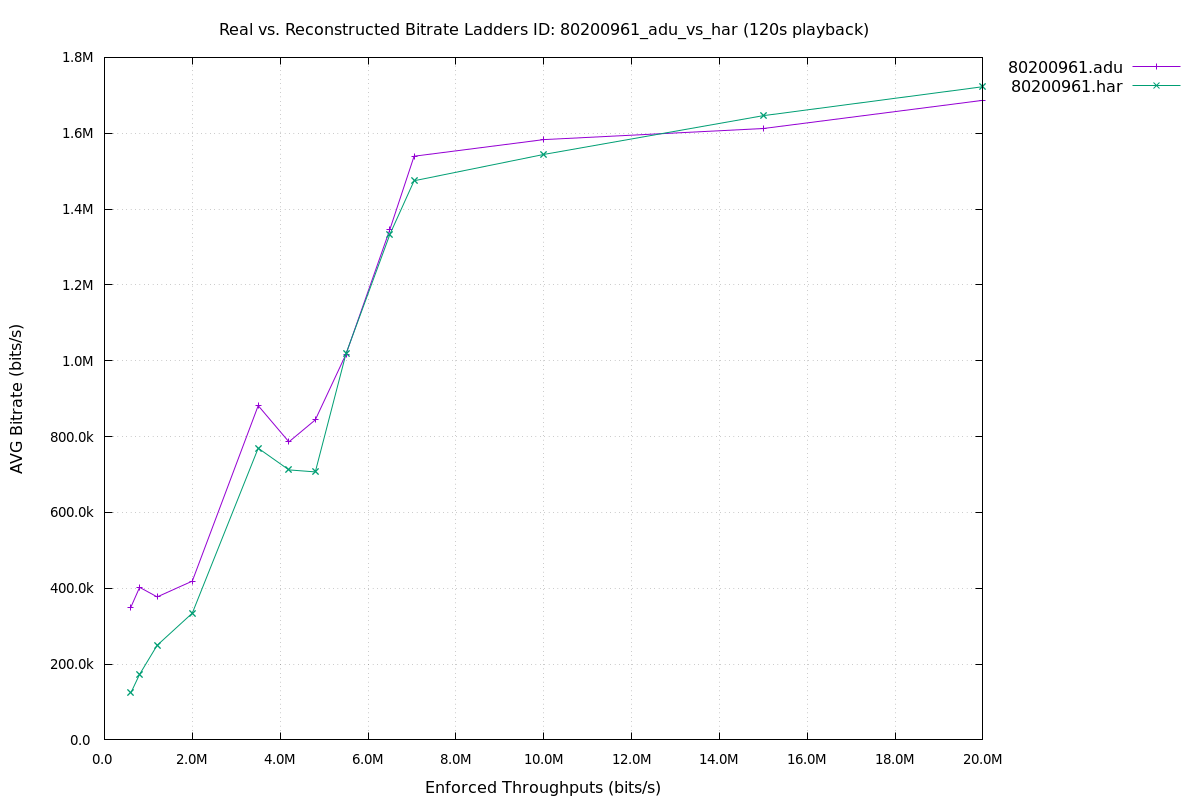 Real vs. Reconstructed Bitrate Ladders ID: 80200961_adu_vs_har (120s playback)
80200961.adu
80200961.har
AVG Bitrate (bits/s)
1.8M
1.6M
1.4M
1.2M
1.0M
800.0k
600.0k
400.0k
200.0k
0.0
0.0 2.0M 4.0M 6.0M 8.0M 10.0M 12.0M 14.0M 16.0M 18.0M 20.0M
Enforced Throughputs (bits/s)